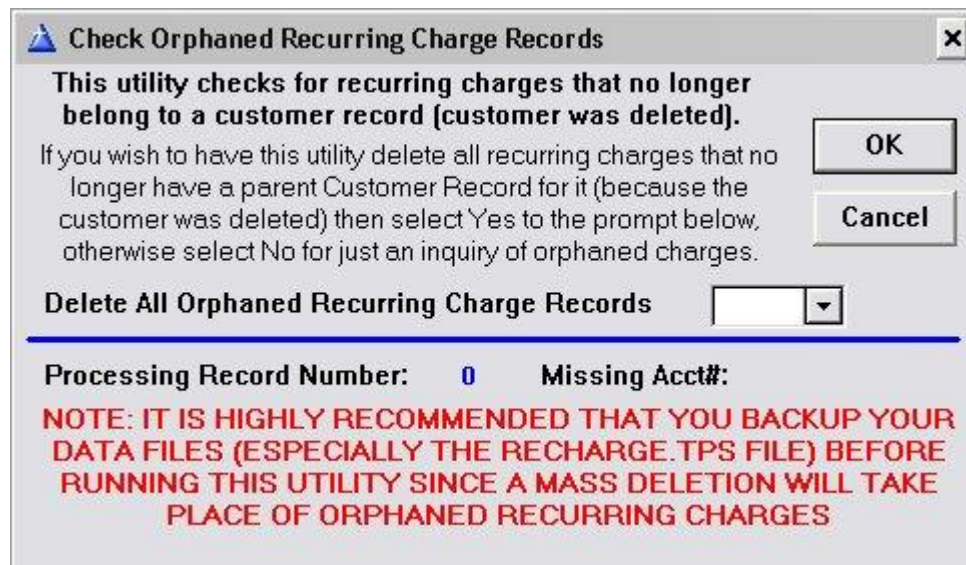 Check Orphaned Recurring Charge Records
This utility checks for recurring charges that no longer
belong to a customer record (customer was deleted).
If you wish to have this utility delete all recurring charges that no
longer have a parent Customer Record for it (because the
customer was deleted) then select Yes to the prompt below,
otherwise select No for just an inquiry of orphaned charges.
OK
Cancel
Delete All Orphaned Recurring Charge Records
Processing Record Number: 0 Missing Acct#:
NOTE: IT IS HIGHLY RECOMMENDED THAT YOU BACKUP YOUR
DATA FILES (ESPECIALLY THE RECHARGE.TPS FILE) BEFORE
RUNNING THIS UTILITY SINCE A MASS DELETION WILL TAKE
PLACE OF ORPHANED RECURRING CHARGES